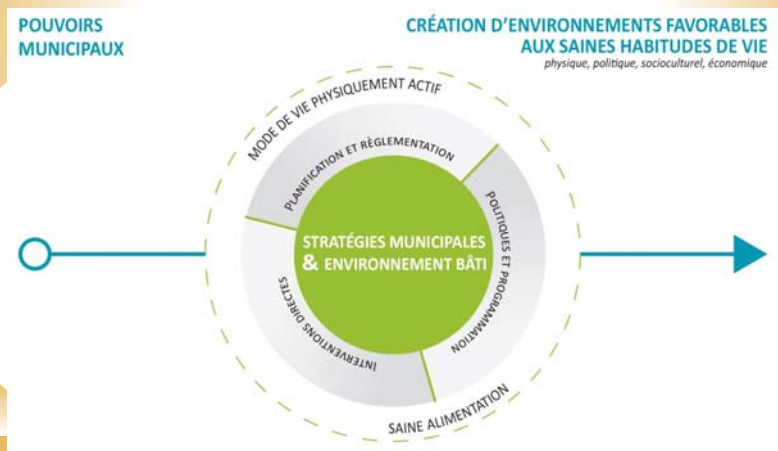 POUVOIRS
MUNICIPAUX
CRÉATION D'ENVIRONNEMENTS FAVORABLES
AUX SAINES HABITUDES DE VIE
physique, politique, socioculturel, économique
MODE DE VIE PHYSIQUEMENT ACTIF
PLANIFICATION ET RÈGLEMENTATION
POLITIQUES ET PROGRAMMATION
STRATÉGIES MUNICIPALES
& ENVIRONNEMENT BÂTI
INTERVENTIONS DIRECTES
SAINE ALIMENTATION